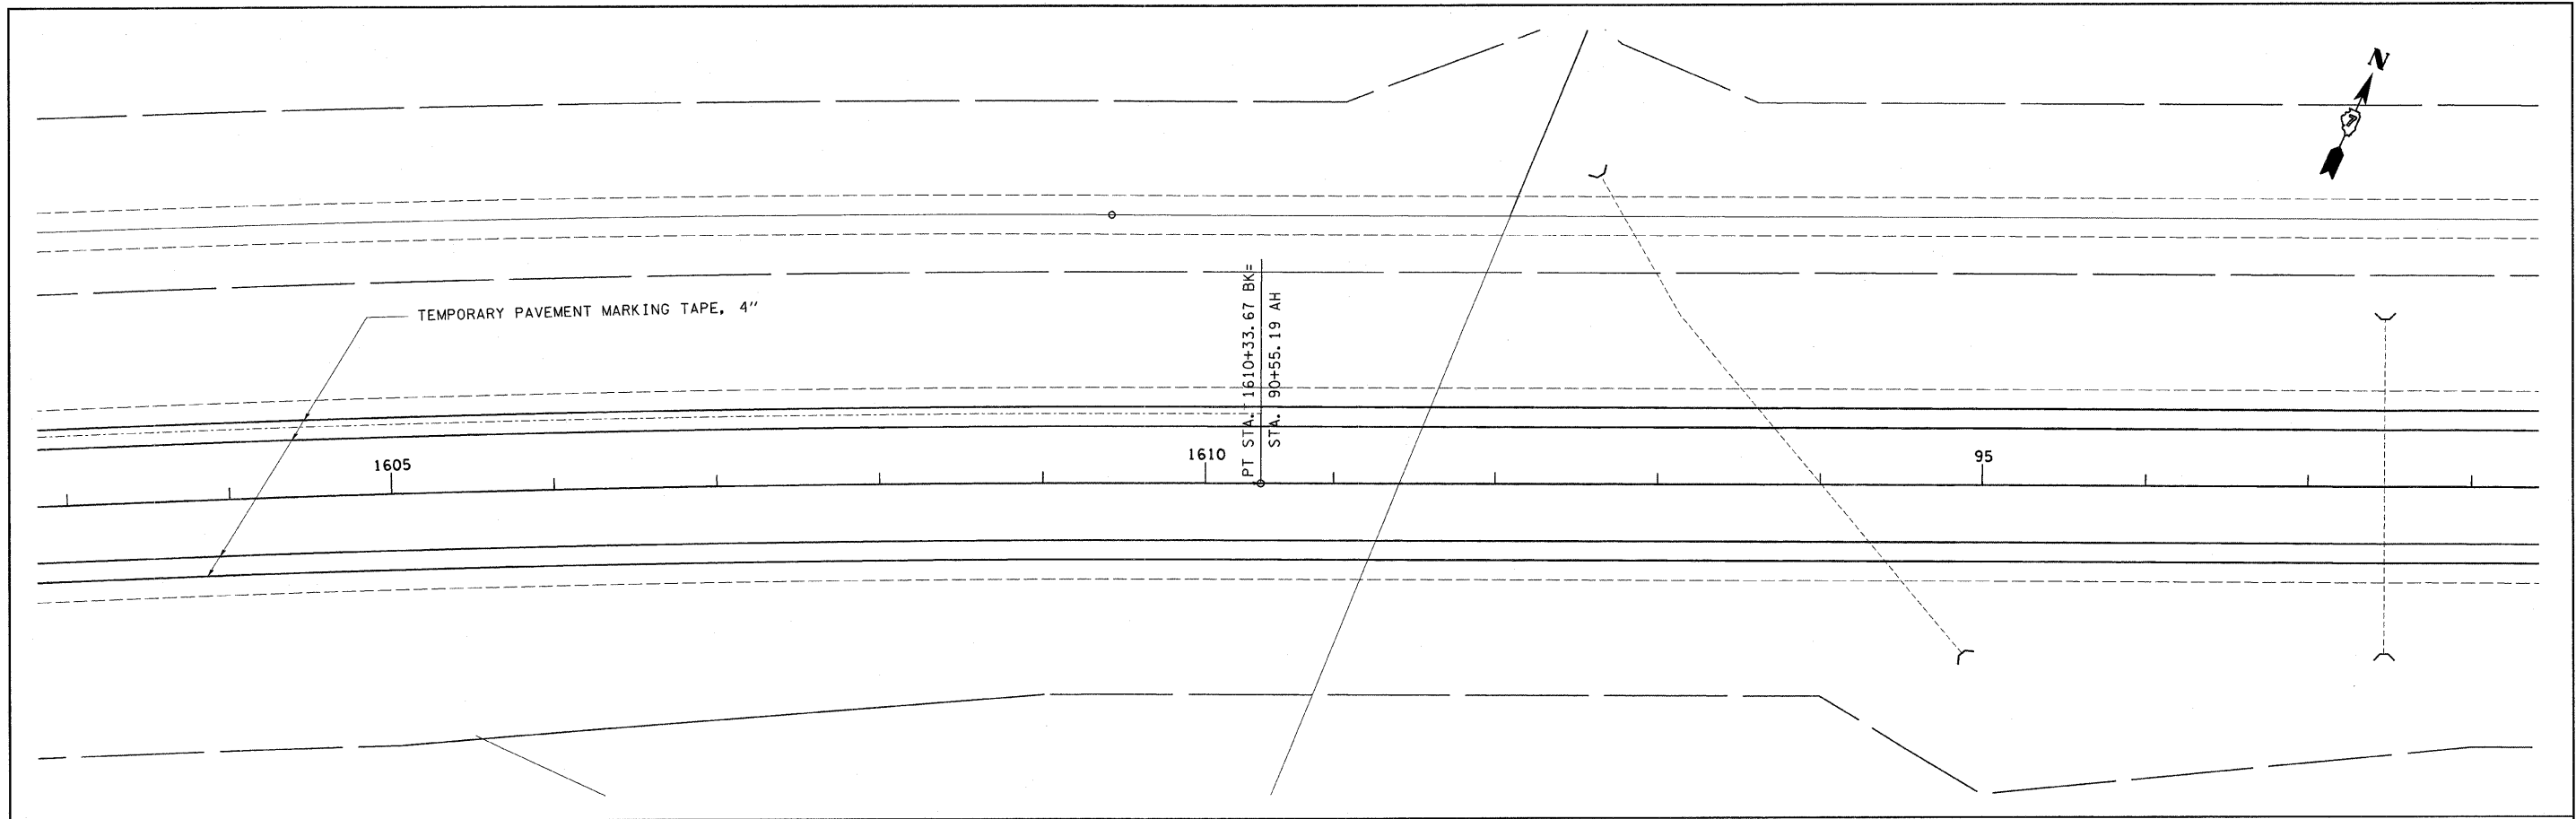 N
7
TEMPORARY PAVEMENT MARKING TAPE, 4"
PT STA. 1610+33.67 BK=
STA. 90+55.19 AH
1605
1610
95